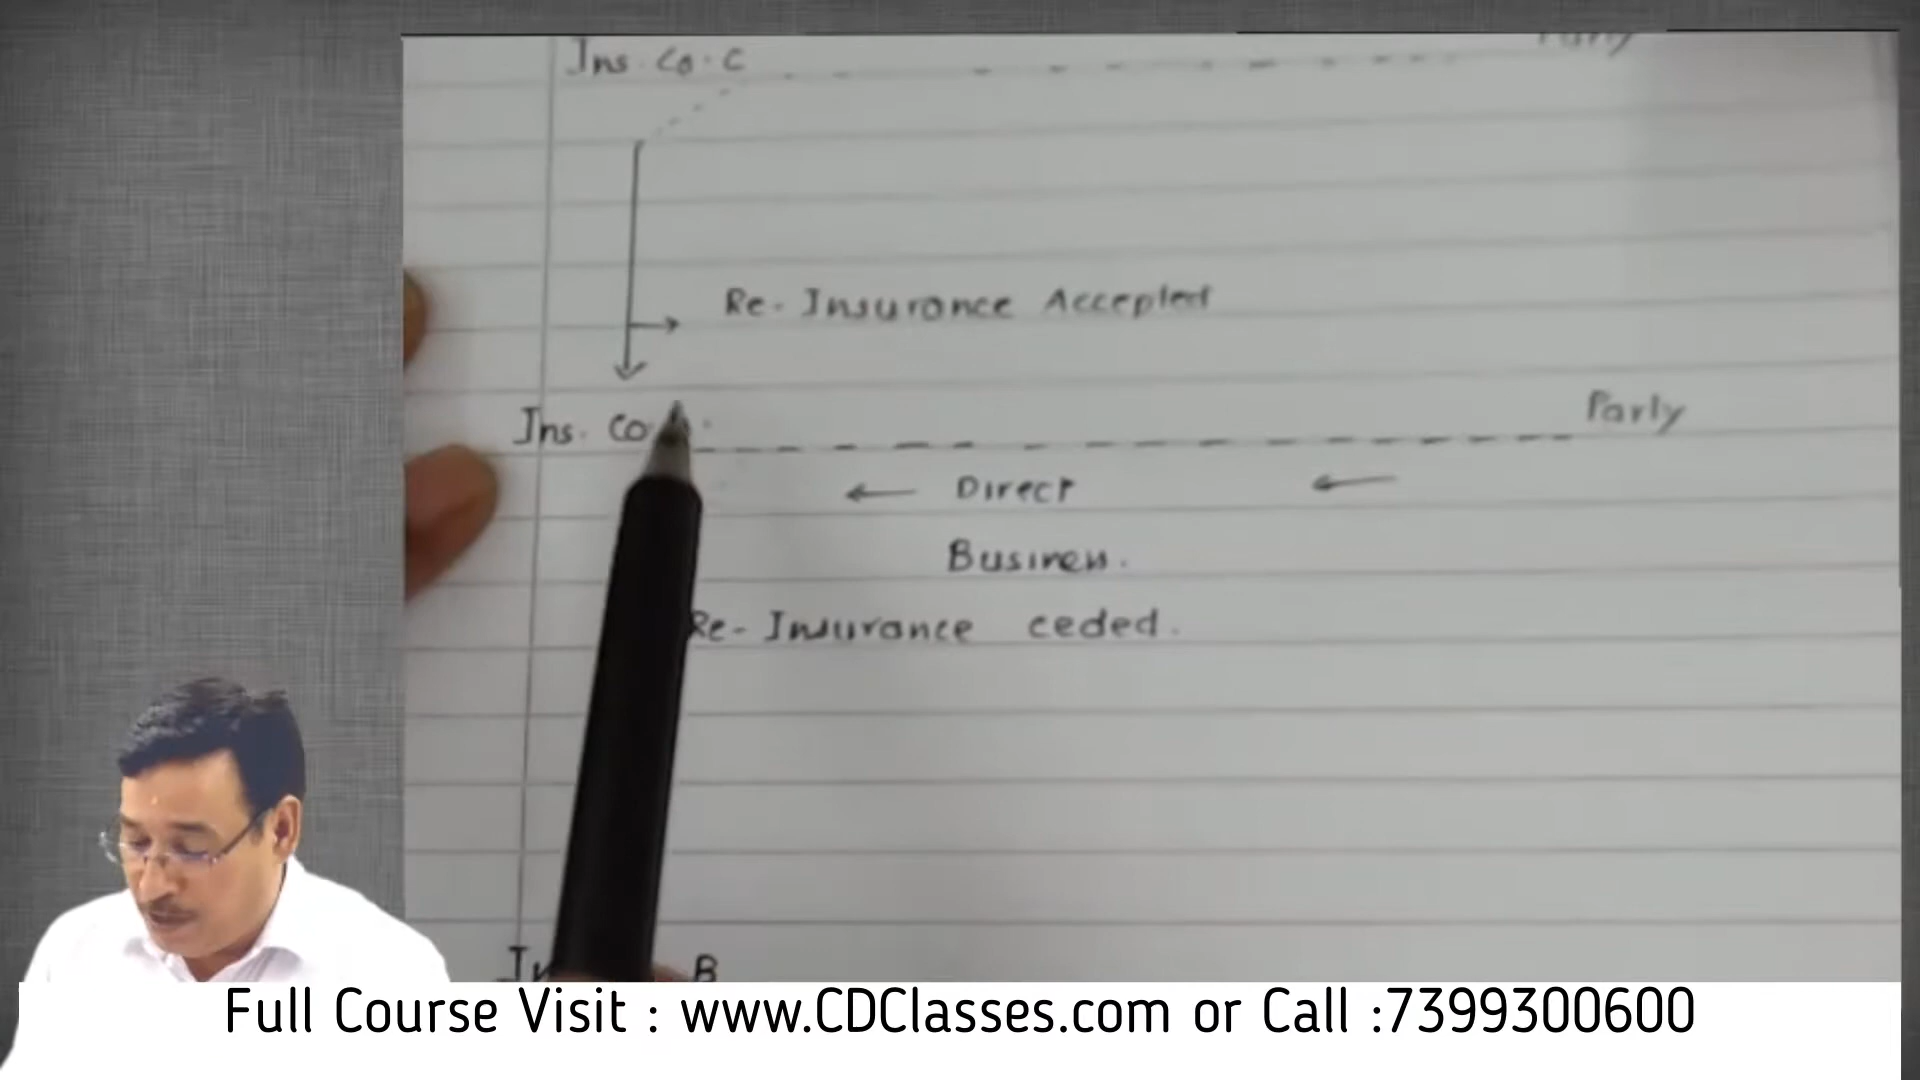 Ins. Co. C
Party
Re-Insurance Accepted
Ins. Co.
Party
← Direct ←
Business.
Re-Insurance ceded.
B
Full Course Visit : www.CDClasses.com or Call :7399300600